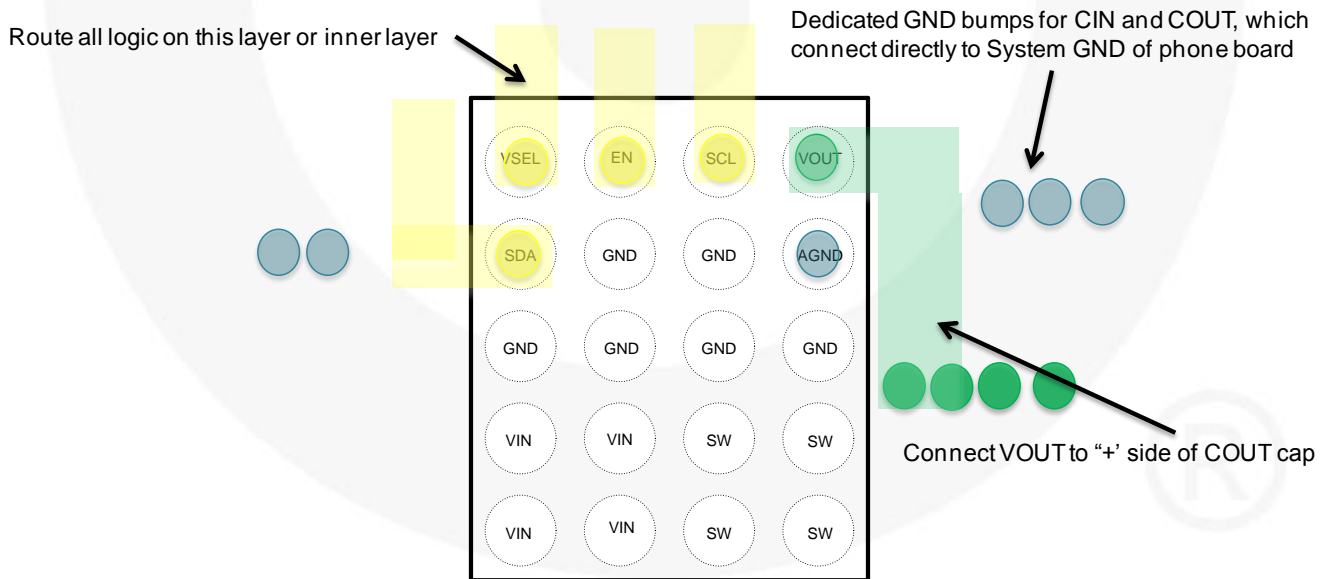 Route all logic on this layer or inner layer
Dedicated GND bumps for CIN and COUT, which
connect directly to System GND of phone board
VSEL EN SCL VOUT
SDA GND GND AGND
GND GND GND GND
VIN VIN SW SW
Connect VOUT to “+’ side of COUT cap
VIN VIN SW SW
®